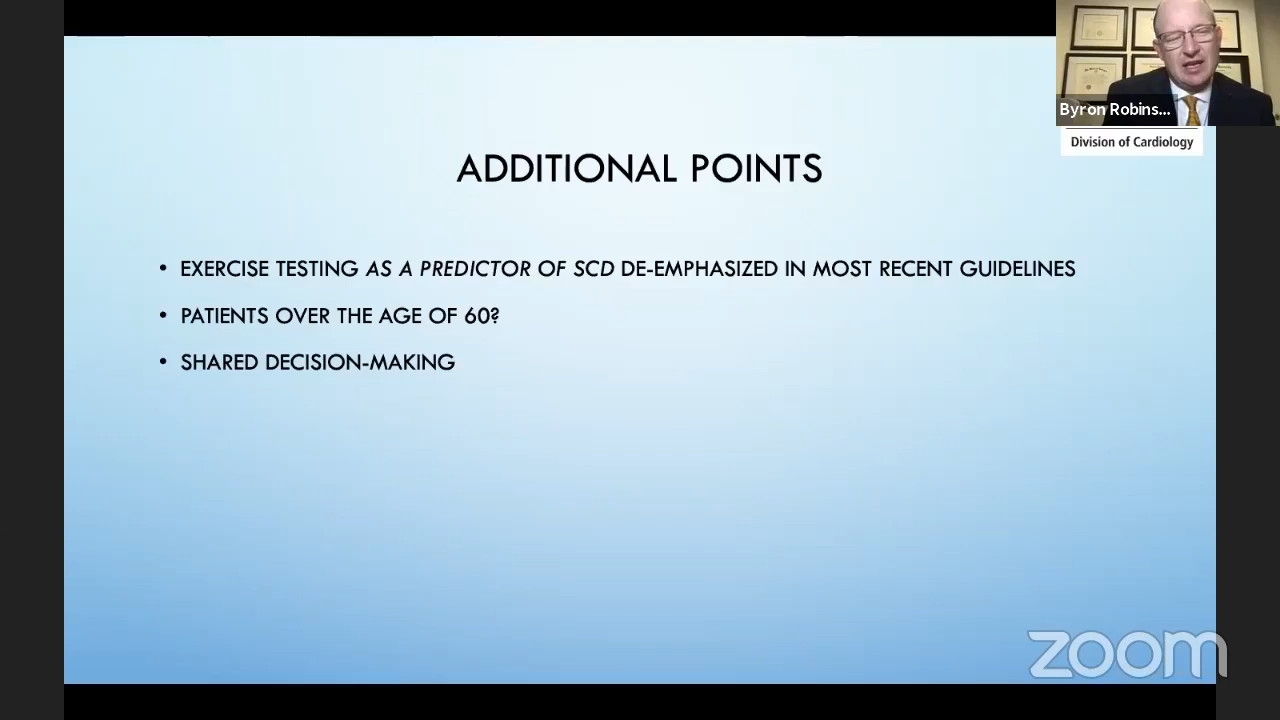 Byron Robins...
Division of Cardiology
ADDITIONAL POINTS
• EXERCISE TESTING AS A PREDICTOR OF SCD DE-EMPHASIZED IN MOST RECENT GUIDELINES
• PATIENTS OVER THE AGE OF 60?
• SHARED DECISION-MAKING
zoom